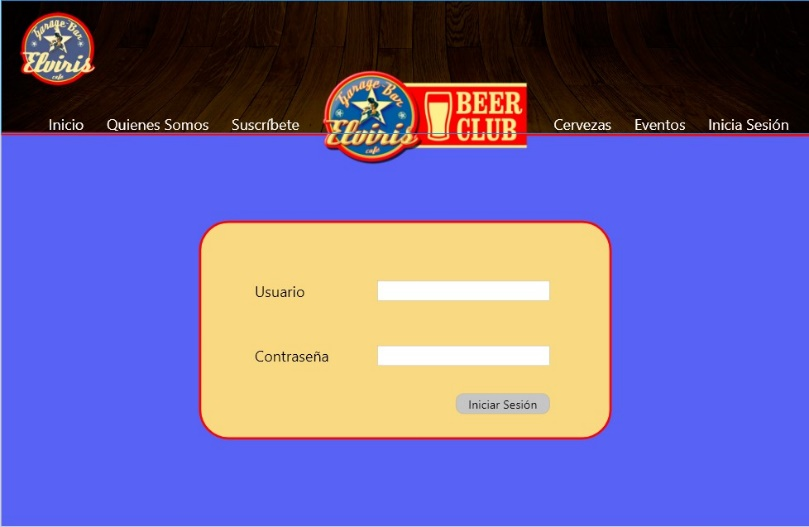 Garage-Bar
Elviris
cafe
Garage-Bar
Elviris
cafe
BEER
CLUB
Inicio
Quienes Somos
Suscríbete
Cervezas
Eventos
Inicia Sesión
Usuario
Contraseña
Iniciar Sesión